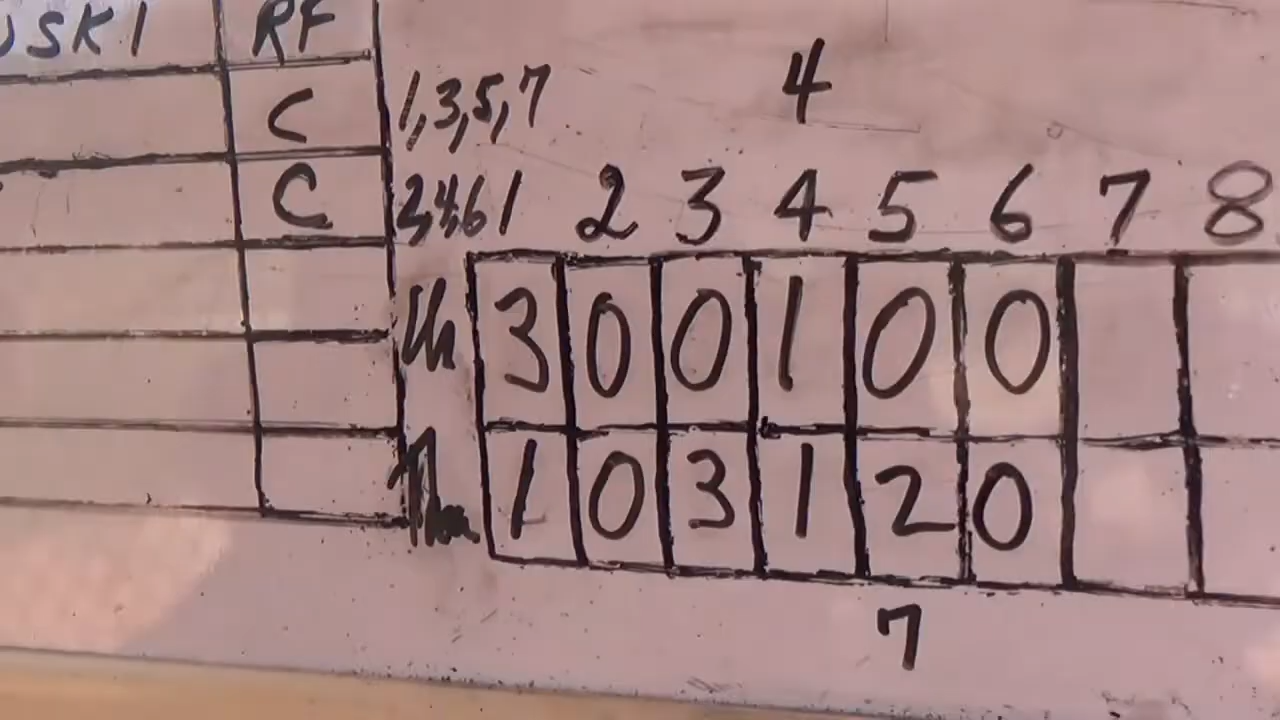 USKI RF
C 1,3,5,7 4
C 2,4,6 1 2 3 4 5 6 7 8
3 0 0 1 0 0
1 0 3 1 2 0
7